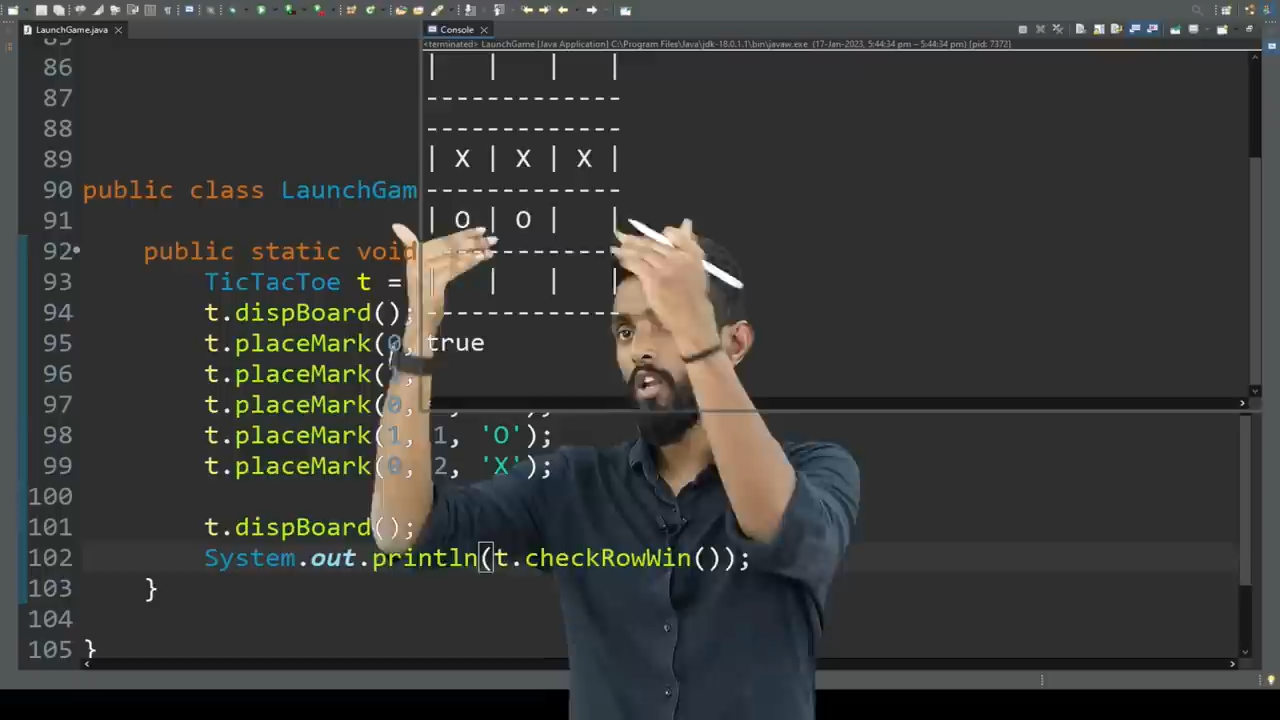 LaunchGame.java
Console
<terminated> LaunchGame [Java Application] C:\Program Files\Java\jdk-18.0.1.1\bin\javaw.exe (17-Jan-2023, 5:44:34 pm – 5:44:34 pm) [pid: 7372]
86
87
88
89
90 public class LaunchGam
91
92 public static void
93 TicTacToe t =
94 t.dispBoard();
95 t.placeMark(0,
96 t.placeMark(
97 t.placeMark(0,
98 t.placeMark(1, 1, 'O');
99 t.placeMark(0, 2, 'X');
100
101 t.dispBoard();
102 System.out.println(t.checkRowWin());
103 }
104
105 }
| | | |
-------------
-------------
| X | X | X |
-------------
| O | O | |
-------------
| | | |
-------------
true